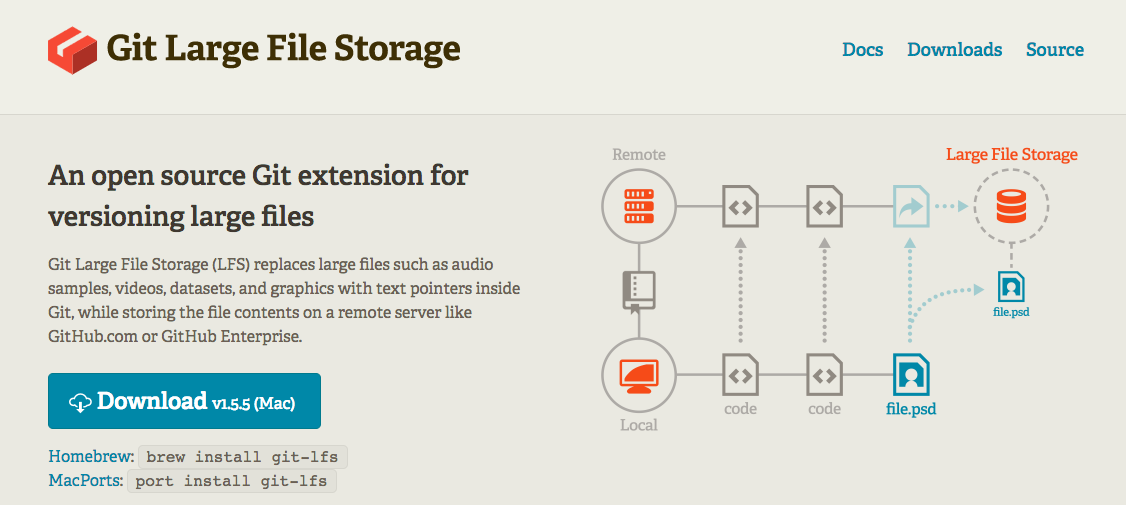 Git Large File Storage
Docs Downloads Source
An open source Git extension for
versioning large files
Git Large File Storage (LFS) replaces large files such as audio
samples, videos, datasets, and graphics with text pointers inside
Git, while storing the file contents on a remote server like
GitHub.com or GitHub Enterprise.
Download v1.5.5 (Mac)
Homebrew: brew install git-lfs
MacPorts: port install git-lfs
Remote
Large File Storage
file.psd
code
code
file.psd
Local